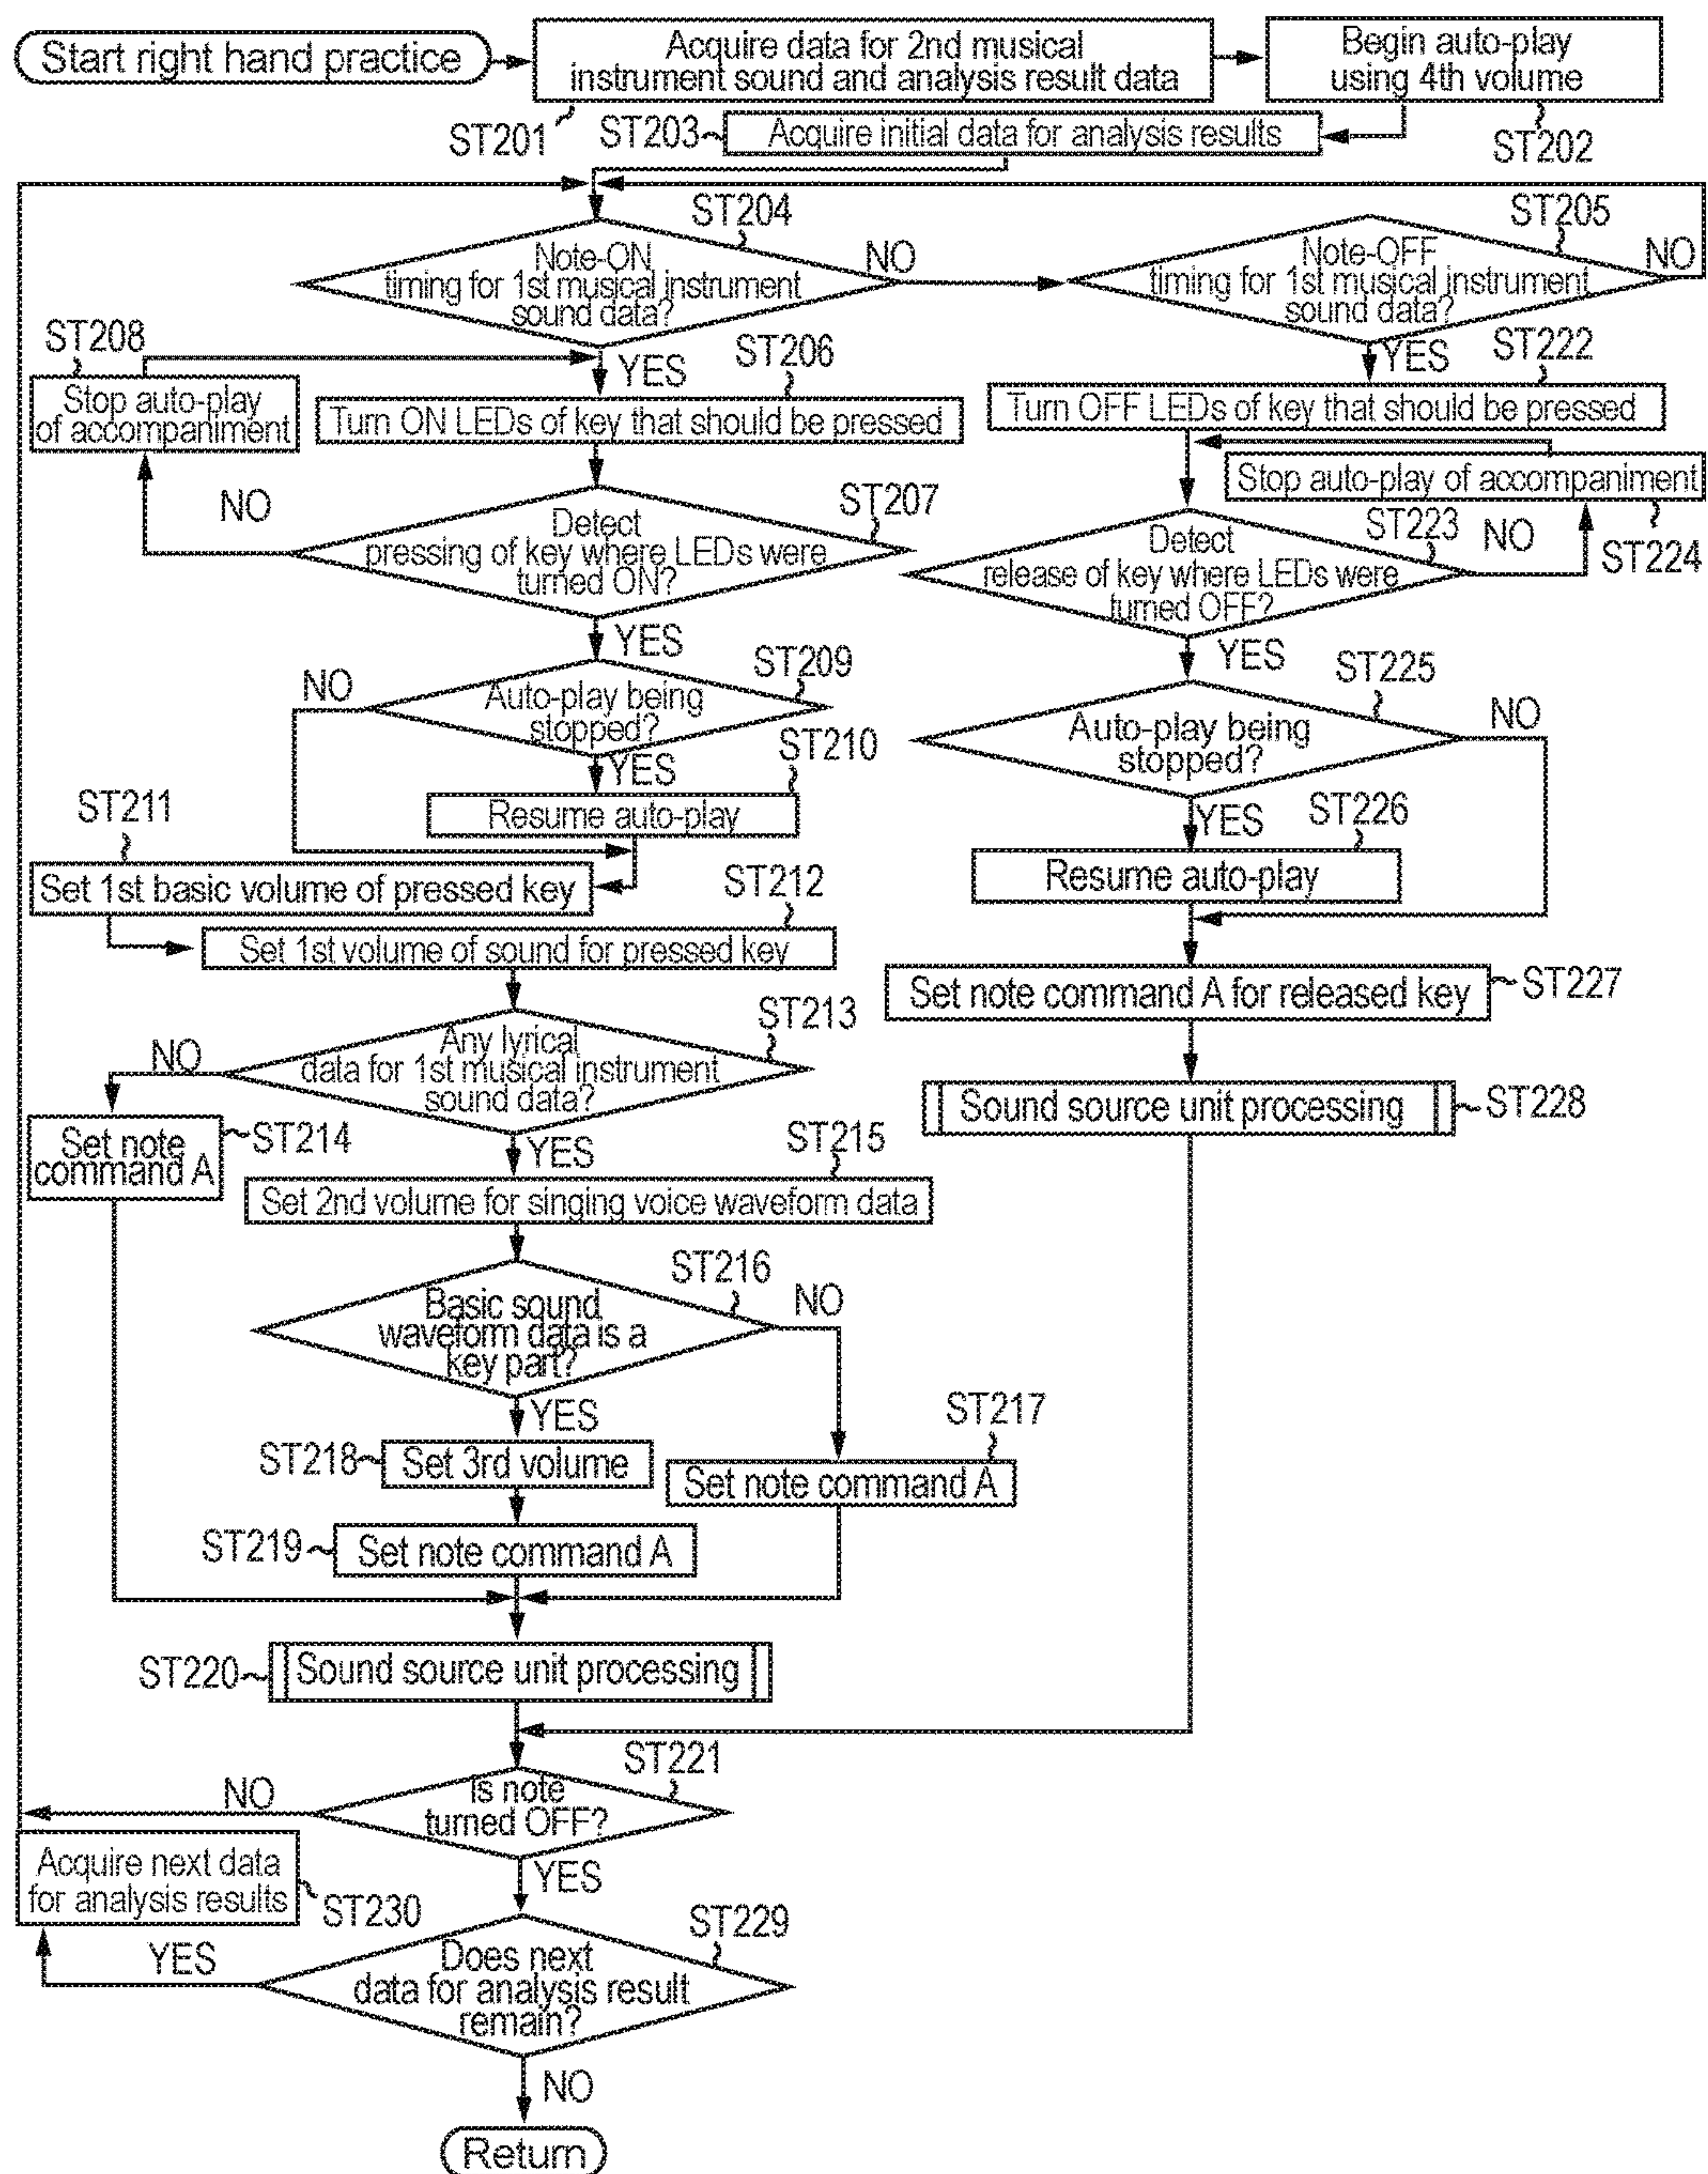 Start right hand practice
Acquire data for 2nd musical
instrument sound and analysis result data
Begin auto-play
using 4th volume
ST201
ST203
Acquire initial data for analysis results
ST202
ST204
ST205
Note-ON
timing for 1st musical instrument
sound data?
NO
Note-OFF
timing for 1st musical instrument
sound data?
NO
ST208
ST206
YES
YES
ST222
Stop auto-play
of accompaniment
Turn ON LEDs of key that should be pressed
Turn OFF LEDs of key that should be pressed
Stop auto-play of accompaniment
NO
ST207
Detect
pressing of key where LEDs were
turned ON?
ST223
NO
ST224
Detect
release of key where LEDs were
turned OFF?
YES
YES
ST209
ST225
NO
Auto-play being
stopped?
NO
Auto-play being
stopped?
YES
ST210
ST211
Resume auto-play
YES
ST226
Resume auto-play
Set 1st basic volume of pressed key
ST212
Set 1st volume of sound for pressed key
Set note command A for released key
ST227
ST213
NO
Any lyrical
data for 1st musical instrument
sound data?
Sound source unit processing
ST228
Set note
command A
ST214
YES
ST215
Set 2nd volume for singing voice waveform data
ST216
NO
Basic sound
waveform data is a
key part?
YES
ST217
ST218
Set 3rd volume
Set note command A
ST219
Set note command A
ST220
Sound source unit processing
ST221
NO
Is note
turned OFF?
YES
Acquire next data
for analysis results
ST230
ST229
YES
Does next
data for analysis result
remain?
NO
Return